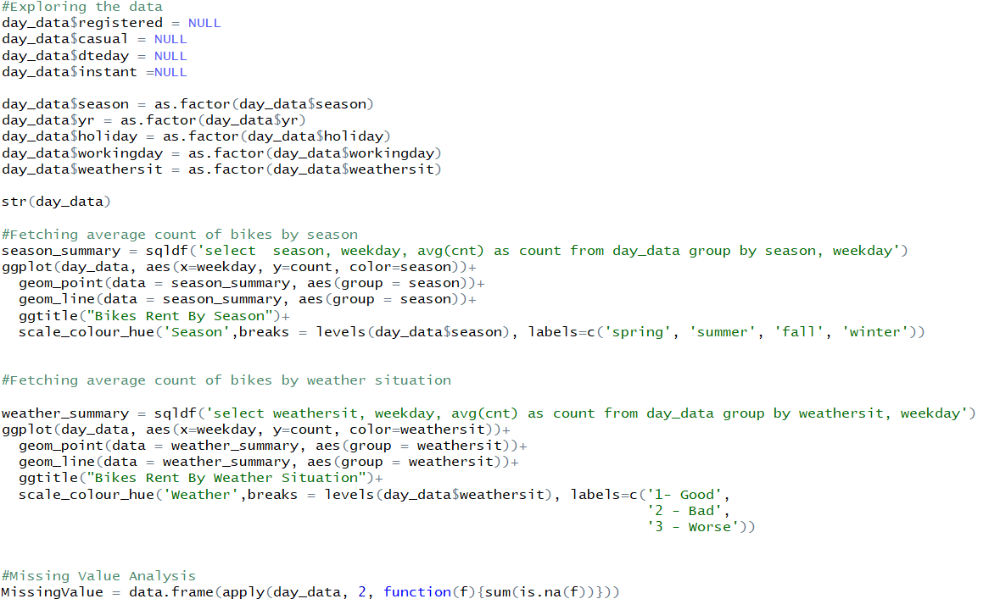 #Exploring the data
day_data$registered = NULL
day_data$casual = NULL
day_data$dteday = NULL
day_data$instant =NULL
day_data$season = as.factor(day_data$season)
day_data$yr = as.factor(day_data$yr)
day_data$holiday = as.factor(day_data$holiday)
day_data$workingday = as.factor(day_data$workingday)
day_data$weathersit = as.factor(day_data$weathersit)
str(day_data)
#Fetching average count of bikes by season
season_summary = sqldf('select  season, weekday, avg(cnt) as count from day_data group by season, weekday')
ggplot(day_data, aes(x=weekday, y=count, color=season))+
  geom_point(data = season_summary, aes(group = season))+
  geom_line(data = season_summary, aes(group = season))+
  ggtitle("Bikes Rent By Season")+
  scale_colour_hue('Season',breaks = levels(day_data$season), labels=c('spring', 'summer', 'fall', 'winter'))
#Fetching average count of bikes by weather situation
weather_summary = sqldf('select weathersit, weekday, avg(cnt) as count from day_data group by weathersit, weekday')
ggplot(day_data, aes(x=weekday, y=count, color=weathersit))+
  geom_point(data = weather_summary, aes(group = weathersit))+
  geom_line(data = weather_summary, aes(group = weathersit))+
  ggtitle("Bikes Rent By Weather Situation")+
  scale_colour_hue('Weather',breaks = levels(day_data$weathersit), labels=c('1- Good',
                                                                            '2 - Bad',
                                                                            '3 - Worse'))
#Missing Value Analysis
MissingValue = data.frame(apply(day_data, 2, function(f){sum(is.na(f))}))